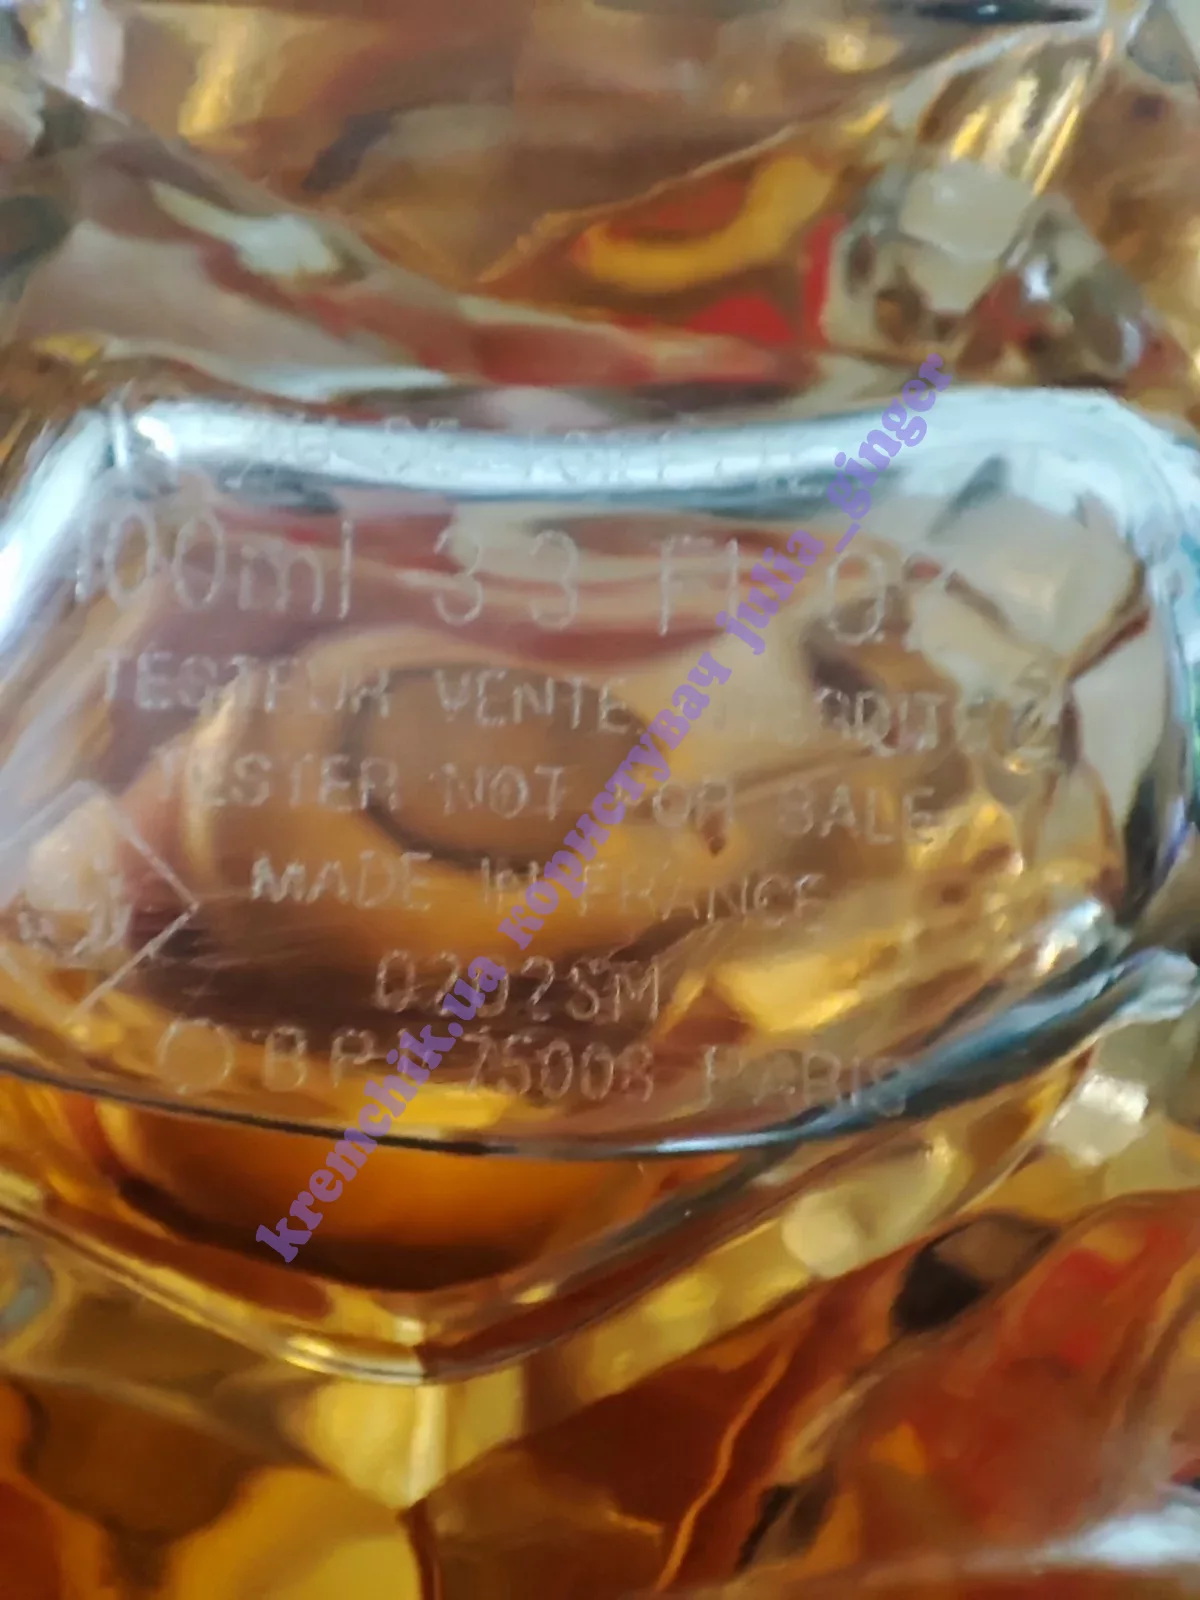 100ml 3 3 Fl Oz
TESTEUR VENTE INTERDITE
TESTER NOT FOR SALE
MADE IN FRANCE
BP 75008 PARIS
kremchik.ua користувач julia_ginger